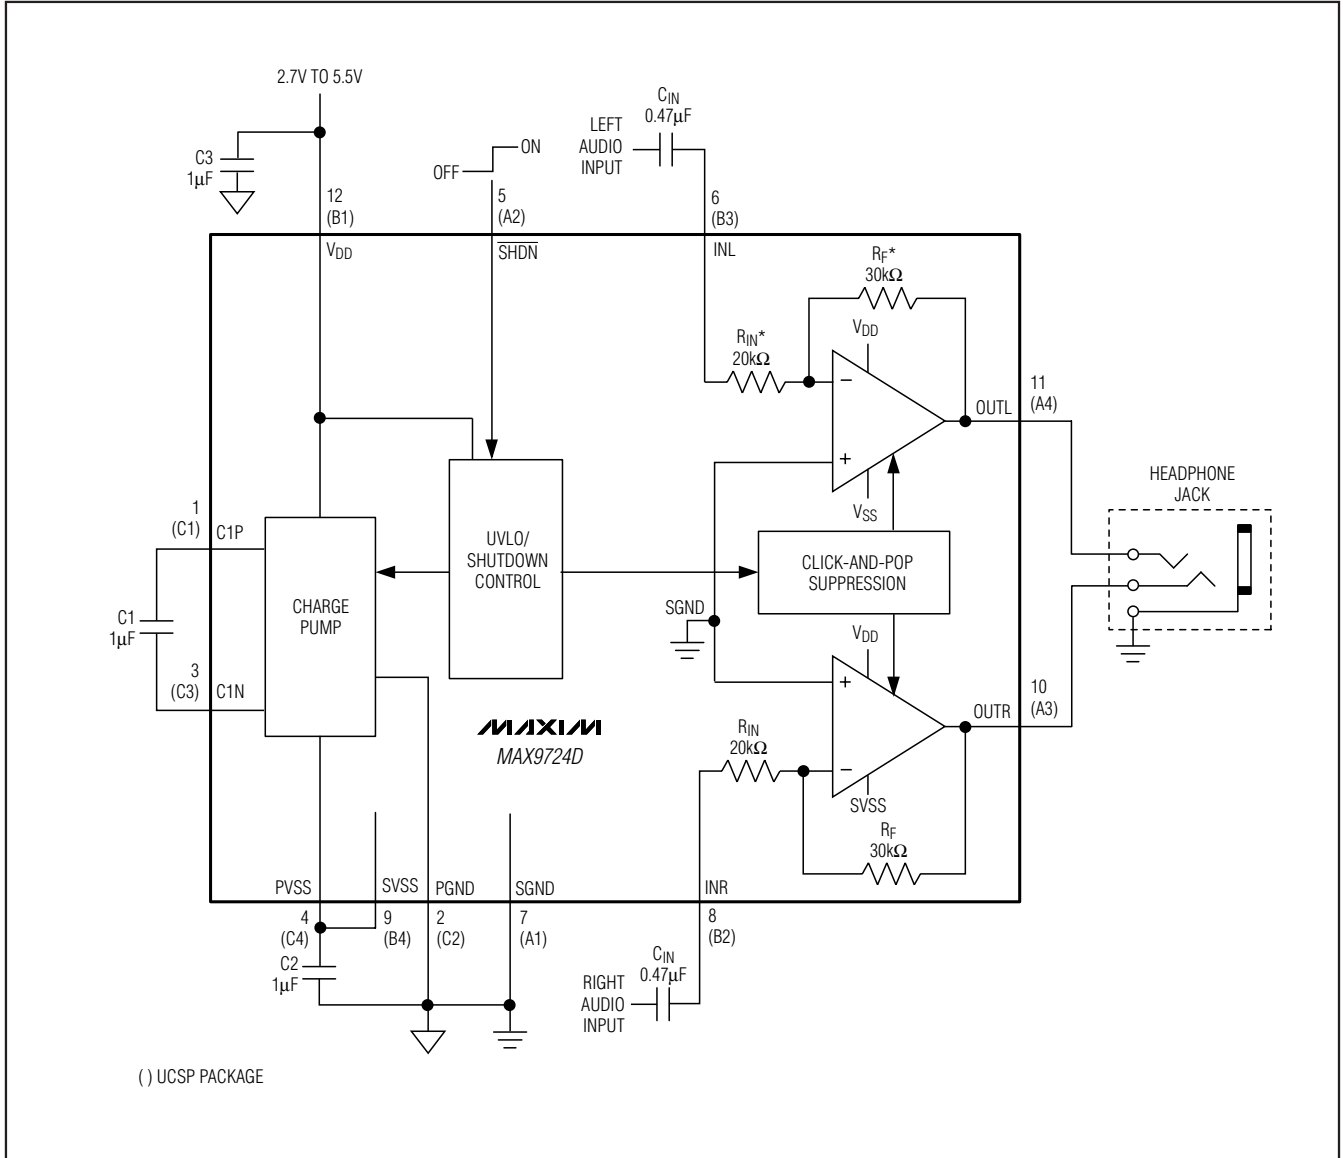 2.7V TO 5.5V
C3
1µF
12
(B1)
VDD
OFF
ON
5
(A2)
SHDN
LEFT
AUDIO
INPUT
CIN
0.47µF
6
(B3)
INL
RF*
30kΩ
RIN*
20kΩ
VDD
−
+
VSS
OUTL
11
(A4)
HEADPHONE
JACK
1
(C1)
C1P
C1
1µF
3
(C3)
C1N
CHARGE
PUMP
UVLO/
SHUTDOWN
CONTROL
CLICK-AND-POP
SUPPRESSION
SGND
VDD
+
−
SVSS
OUTR
10
(A3)
RIN
20kΩ
RF
30kΩ
MAXIM
MAX9724D
PVSS
SVSS
PGND
SGND
INR
4
(C4)
9
(B4)
2
(C2)
7
(A1)
8
(B2)
C2
1µF
RIGHT
AUDIO
INPUT
CIN
0.47µF
( ) UCSP PACKAGE